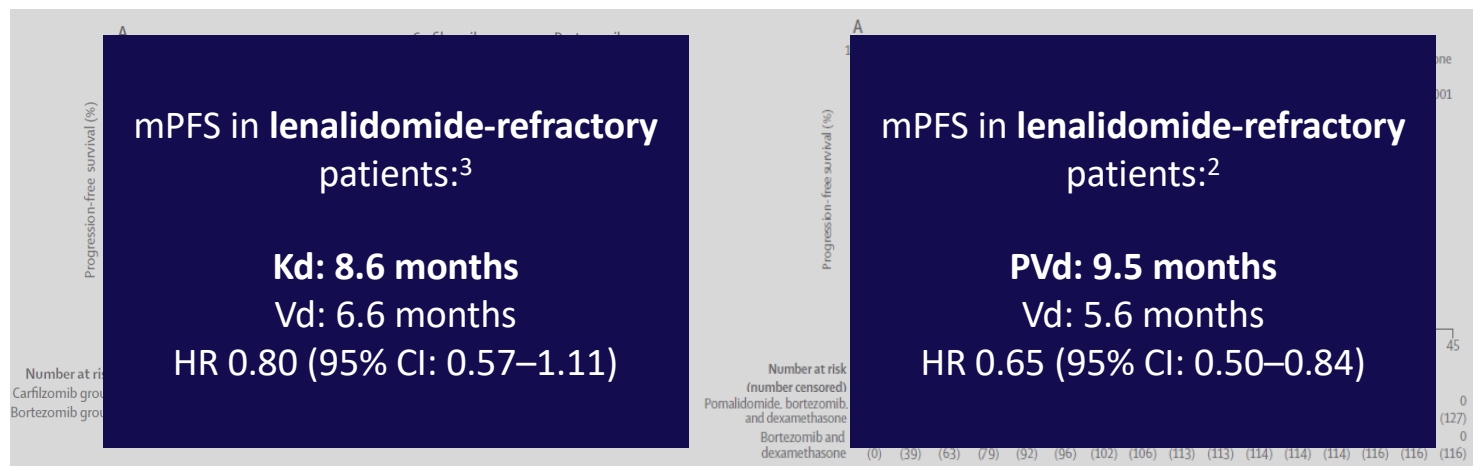 A
Progression-free survival (%)
mPFS in lenalidomide-refractory
patients:3
Kd: 8.6 months
Vd: 6.6 months
HR 0.80 (95% CI: 0.57–1.11)
Number at
A
1
001
Progression-free survival (%)
mPFS in lenalidomide-refractory
patients:2
PVd: 9.5 months
Vd: 5.6 months
HR 0.65 (95% CI: 0.50–0.84)
45
Number at risk
(number censored)
Pomalidomide, bortezomib,
and dexamethasone
0
(127)
Bortezomib and
dexamethasone
0
(0) (39) (63) (79) (92) (96) (102) (106) (113) (113) (114) (114) (114) (116) (116) (116)
Carfilzomib
Bortezomib